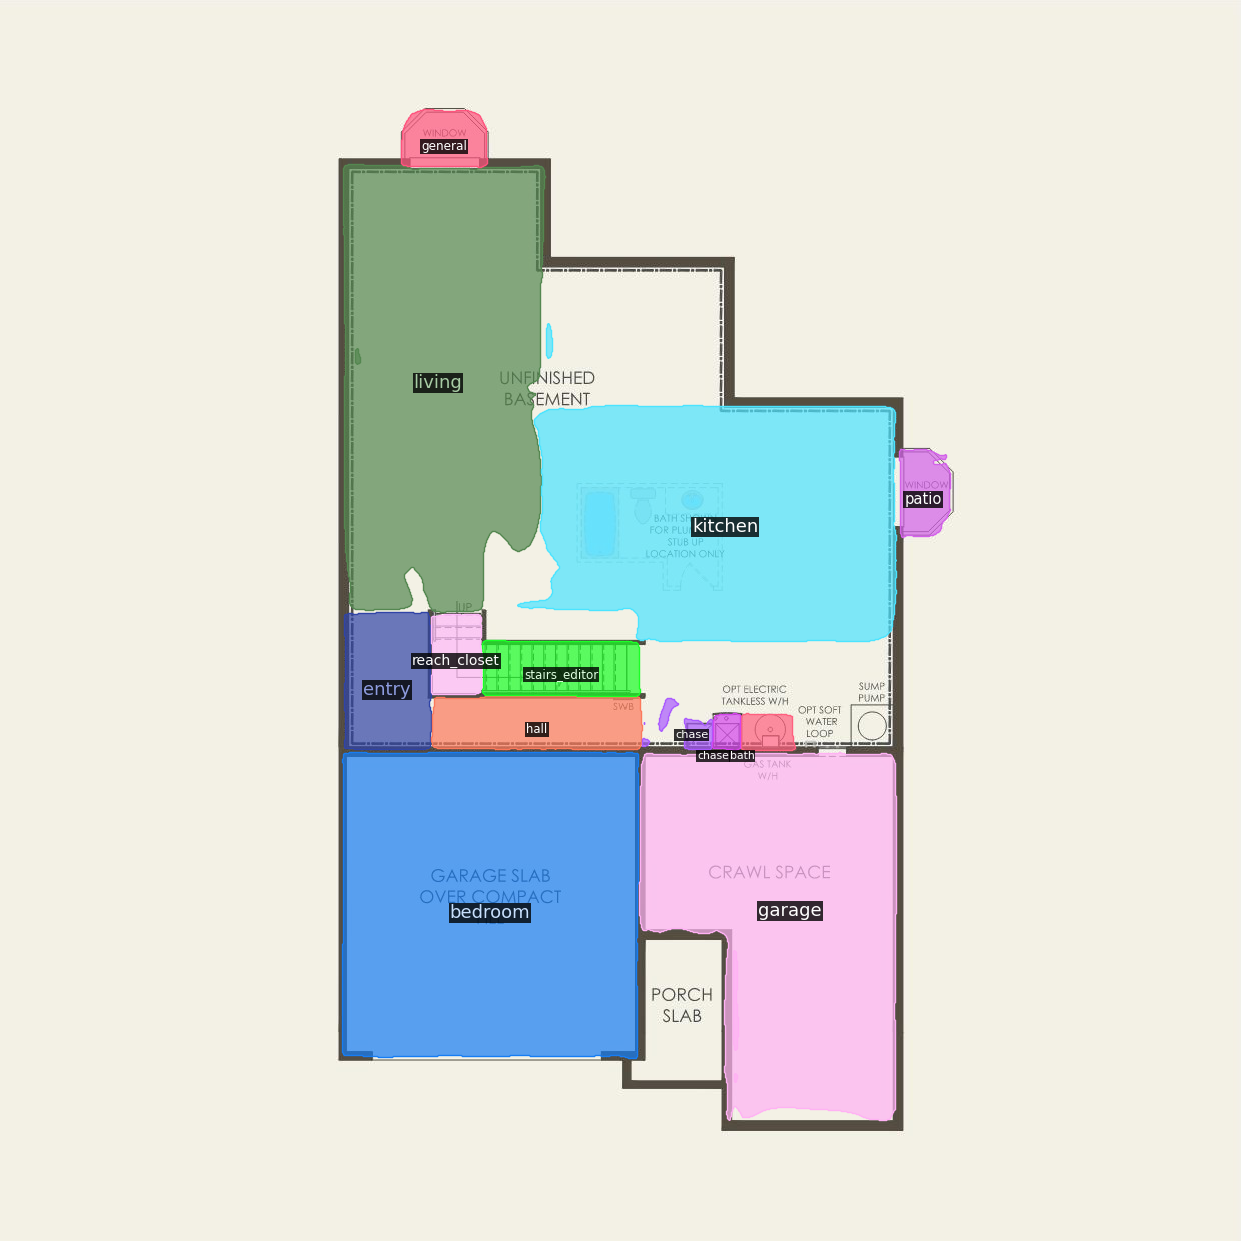 WINDOW
general
living
UNFINISHED
BASEMENT
WINDOW
patio
BATH SHOWN
STUB UP
LOCATION ONLY
kitchen
UP
reach_closet
stairs_editor
entry
SWB
hall
OPT ELECTRIC
TANKLESS W/H
OPT SOFT
WATER
LOOP
SUMP
PUMP
chase
chase
bath
GAS TANK
W/H
GARAGE SLAB
OVER COMPACT
bedroom
CRAWL SPACE
garage
PORCH
SLAB